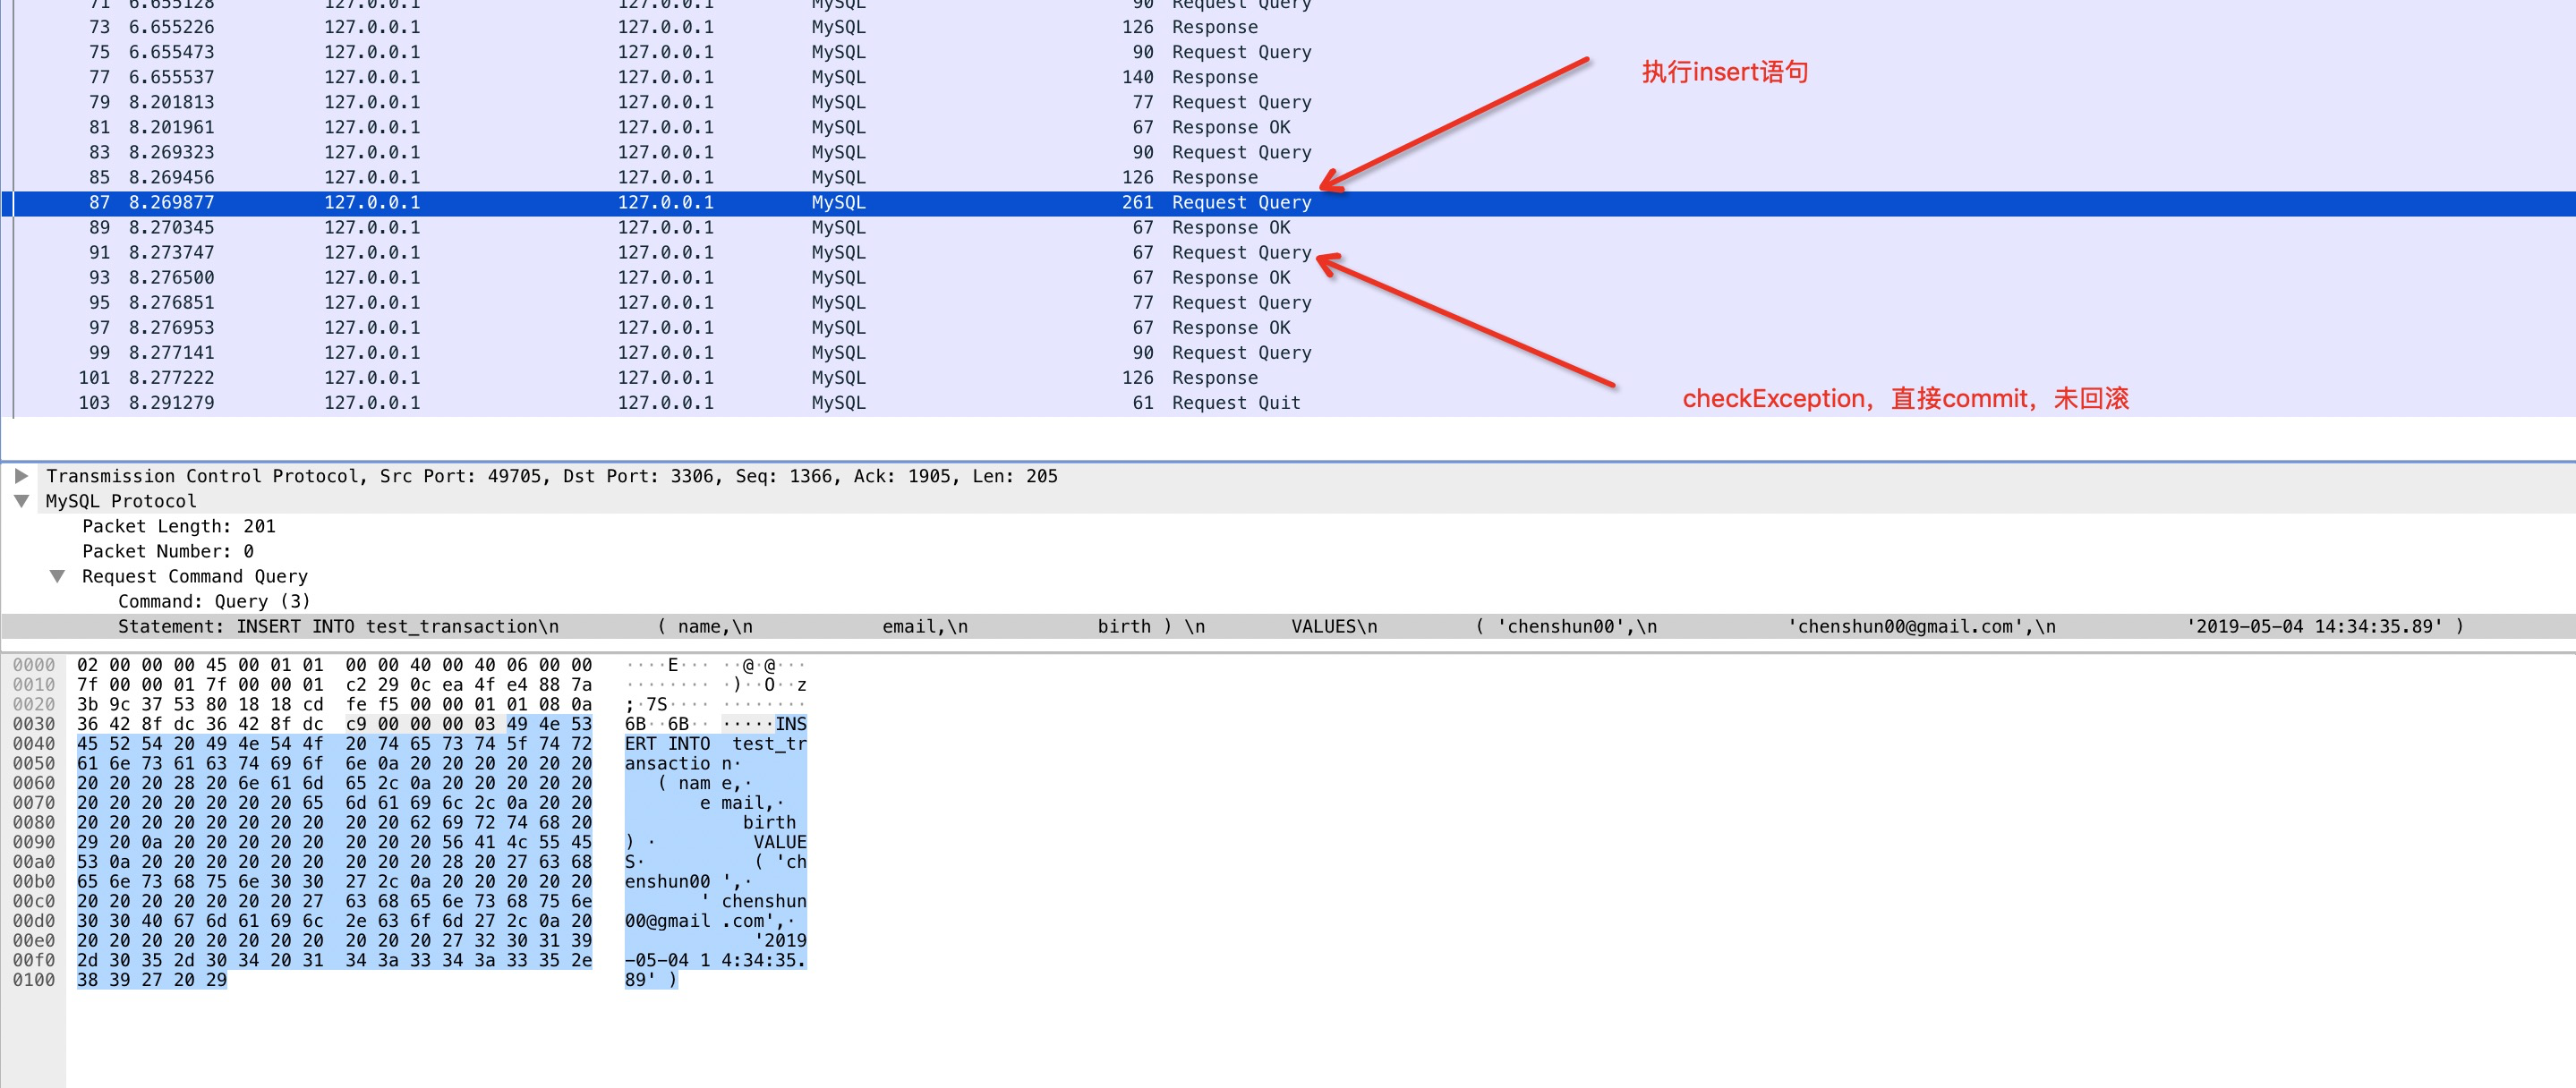 71 6.655128 127.0.0.1 127.0.0.1 MySQL 90 Request Query
73 6.655226 127.0.0.1 127.0.0.1 MySQL 126 Response
75 6.655473 127.0.0.1 127.0.0.1 MySQL 90 Request Query
执行insert语句
77 6.655537 127.0.0.1 127.0.0.1 MySQL 140 Response
79 8.201813 127.0.0.1 127.0.0.1 MySQL 77 Request Query
81 8.201961 127.0.0.1 127.0.0.1 MySQL 67 Response OK
83 8.269323 127.0.0.1 127.0.0.1 MySQL 90 Request Query
85 8.269456 127.0.0.1 127.0.0.1 MySQL 126 Response
87 8.269877 127.0.0.1 127.0.0.1 MySQL 261 Request Query
89 8.270345 127.0.0.1 127.0.0.1 MySQL 67 Response OK
91 8.273747 127.0.0.1 127.0.0.1 MySQL 67 Request Query
93 8.276500 127.0.0.1 127.0.0.1 MySQL 67 Response OK
95 8.276851 127.0.0.1 127.0.0.1 MySQL 77 Request Query
97 8.276953 127.0.0.1 127.0.0.1 MySQL 67 Response OK
99 8.277141 127.0.0.1 127.0.0.1 MySQL 90 Request Query
101 8.277222 127.0.0.1 127.0.0.1 MySQL 126 Response
103 8.291279 127.0.0.1 127.0.0.1 MySQL 61 Request Quit
checkException，直接commit，未回滚
Transmission Control Protocol, Src Port: 49705, Dst Port: 3306, Seq: 1366, Ack: 1905, Len: 205
MySQL Protocol
Packet Length: 201
Packet Number: 0
Request Command Query
Command: Query (3)
Statement: INSERT INTO test_transaction\n ( name,\n email,\n birth ) \n VALUES\n ( 'chenshun00',\n 'chenshun00@gmail.com',\n '2019-05-04 14:34:35.89' )
0000 02 00 00 00 45 00 01 01 00 00 40 00 40 06 00 00 ····E··· ··@·@···
0010 7f 00 00 01 7f 00 00 01 c2 29 0c ea 4f e4 88 7a ········ ·)··O··z
0020 3b 9c 37 53 80 18 18 cd fe f5 00 00 01 01 08 0a ;·7S···· ········
0030 36 42 8f dc 36 42 8f dc c9 00 00 00 03 49 4e 53 6B··6B·· ·····INS
0040 45 52 54 20 49 4e 54 4f 20 74 65 73 74 5f 74 72 ERT INTO test_tr
0050 61 6e 73 61 63 74 69 6f 6e 0a 20 20 20 20 20 20 ansactio n·
0060 20 20 20 28 20 6e 61 6d 65 2c 0a 20 20 20 20 20 ( nam e,·
0070 20 20 20 20 20 20 20 65 6d 61 69 6c 2c 0a 20 20 e mail,·
0080 20 20 20 20 20 20 20 20 20 20 62 69 72 74 68 20 birth
0090 29 20 0a 20 20 20 20 20 20 20 20 56 41 4c 55 45 ) · VALUE
00a0 53 0a 20 20 20 20 20 20 20 20 20 28 20 27 63 68 S· ( 'ch
00b0 65 6e 73 68 75 6e 30 30 27 2c 0a 20 20 20 20 20 enshun00 ',·
00c0 20 20 20 20 20 20 20 27 63 68 65 6e 73 68 75 6e ' chenshun
00d0 30 30 40 67 6d 61 69 6c 2e 63 6f 6d 27 2c 0a 20 00@gmail .com',·
00e0 20 20 20 20 20 20 20 20 20 20 20 27 32 30 31 39 '2019
00f0 2d 30 35 2d 30 34 20 31 34 3a 33 34 3a 33 35 2e -05-04 1 4:34:35.
0100 38 39 27 20 29 89' )